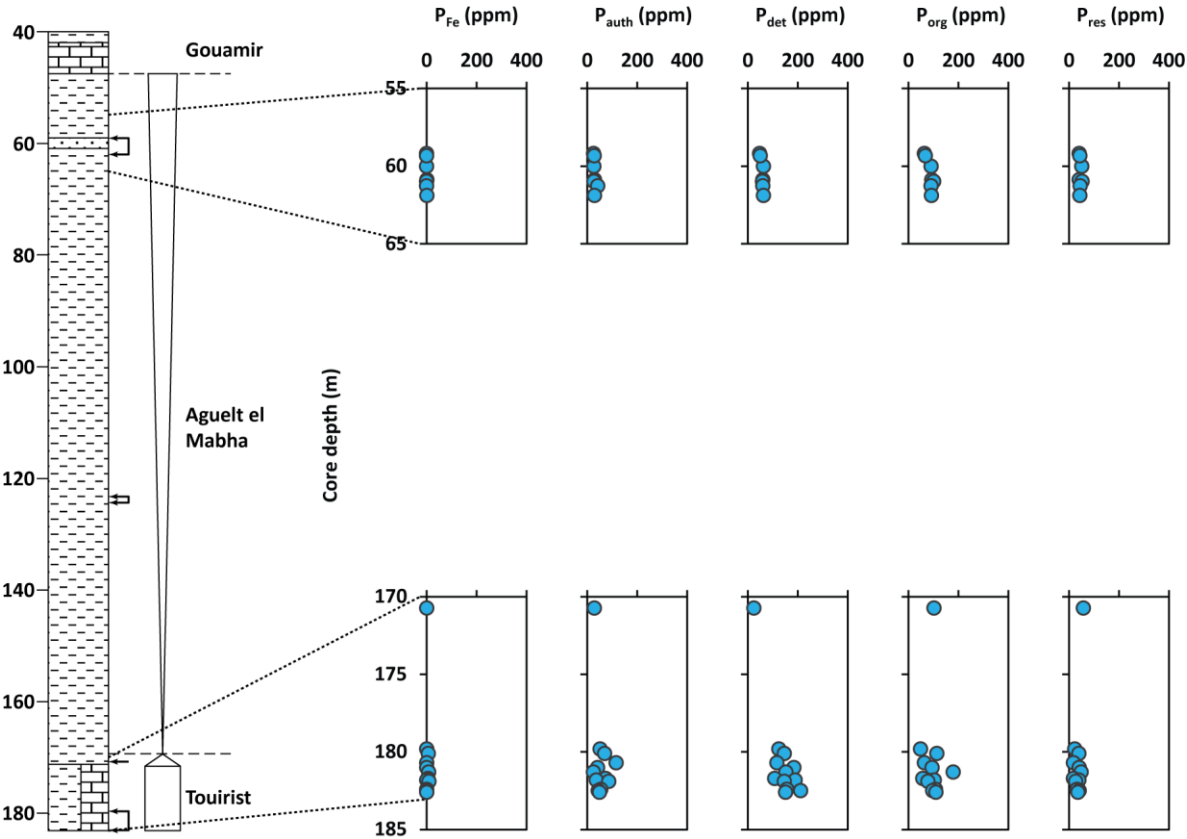 P_Fe (ppm) P_auth (ppm) P_det (ppm) P_org (ppm) P_res (ppm)
0 200 400 0 200 400 0 200 400 0 200 400 0 200 400
40
Gouamir
55
60
60
65
80
100
Core depth (m)
Aguelt el
Mabha
120
140
170
160
175
180
Touirist
180
185